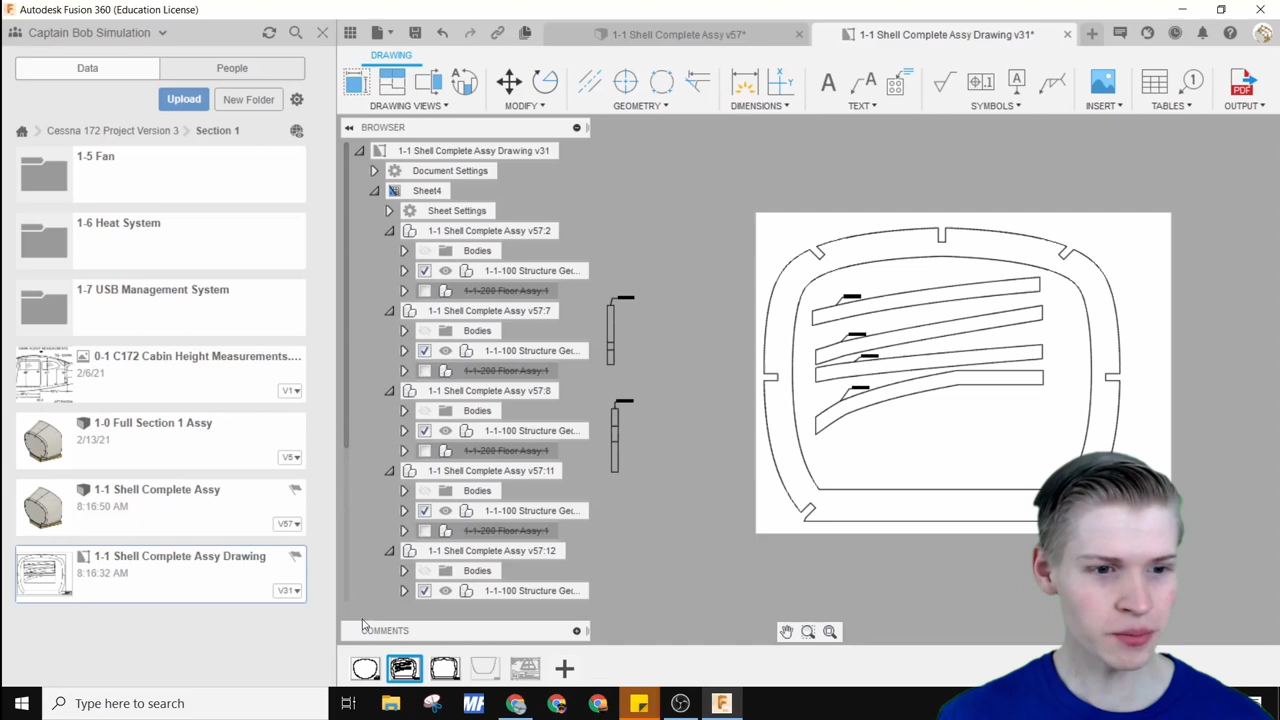 Autodesk Fusion 360 (Education License)
Captain Bob Simulation
1-1 Shell Complete Assy v57*
1-1 Shell Complete Assy Drawing v31*
Data
People
DRAWING
Upload
New Folder
DRAWING VIEWS
MODIFY
GEOMETRY
DIMENSIONS
TEXT
SYMBOLS
INSERT
TABLES
OUTPUT
Cessna 172 Project Version 3
Section 1
BROWSER
1-5 Fan
1-1 Shell Complete Assy Drawing v31
Document Settings
Sheet4
Sheet Settings
1-6 Heat System
1-1 Shell Complete Assy v57:2
Bodies
1-1-100 Structure Geo...
1-1-200 Floor Assy:1
1-7 USB Management System
1-1 Shell Complete Assy v57:7
Bodies
1-1-100 Structure Geo...
1-1-200 Floor Assy:1
0-1 C172 Cabin Height Measurements....
2/6/21
V1
1-1 Shell Complete Assy v57:8
Bodies
1-1-100 Structure Geo...
1-1-200 Floor Assy:1
1-0 Full Section 1 Assy
2/13/21
V5
1-1 Shell Complete Assy v57:11
Bodies
1-1-100 Structure Geo...
1-1-200 Floor Assy:1
1-1 Shell Complete Assy
8:16:50 AM
V57
1-1 Shell Complete Assy v57:12
Bodies
1-1-100 Structure Geo...
1-1 Shell Complete Assy Drawing
8:16:32 AM
V31
COMMENTS
PDF
Type here to search
MF